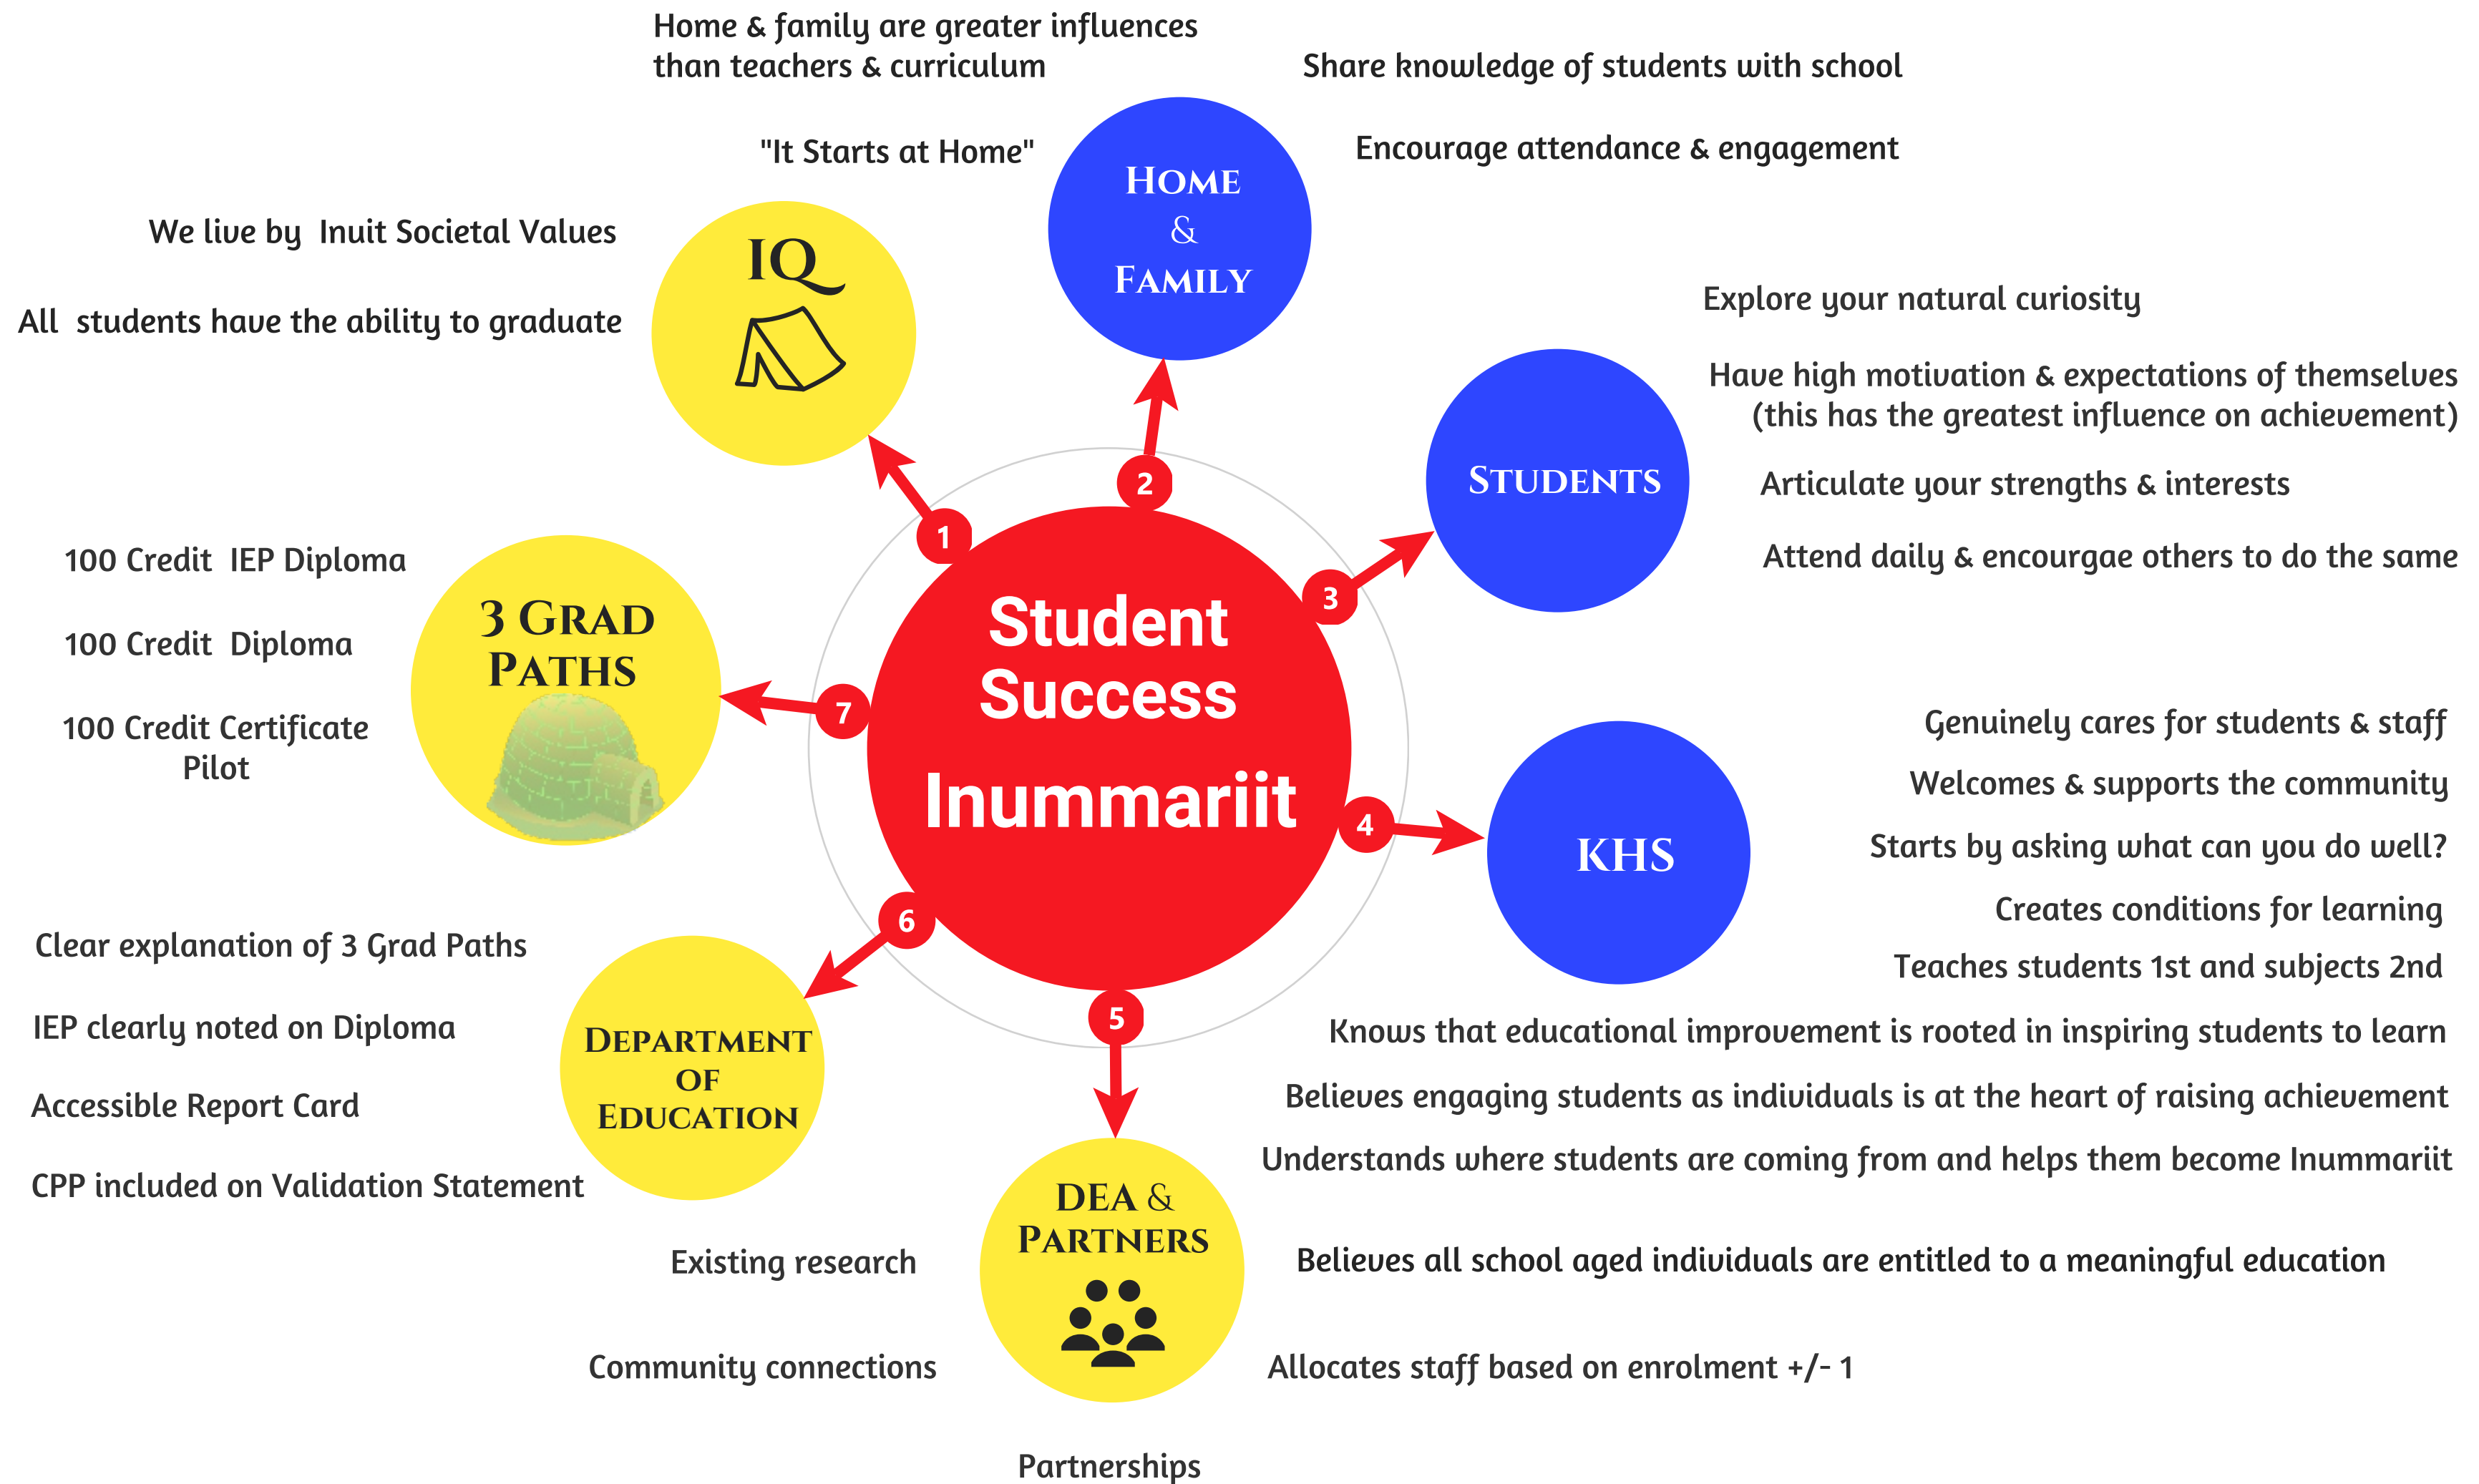 Home & family are greater influences
than teachers & curriculum
"It Starts at Home"
Share knowledge of students with school
Encourage attendance & engagement
Home
&
Family
We live by Inuit Societal Values
All students have the ability to graduate
IQ
Explore your natural curiosity
Have high motivation & expectations of themselves
(this has the greatest influence on achievement)
Articulate your strengths & interests
Attend daily & encourgae others to do the same
Students
1
2
3
4
5
6
7
Student
Success
Inummariit
100 Credit IEP Diploma
100 Credit Diploma
100 Credit Certificate
Pilot
3 Grad
Paths
Genuinely cares for students & staff
Welcomes & supports the community
Starts by asking what can you do well?
Creates conditions for learning
Teaches students 1st and subjects 2nd
Knows that educational improvement is rooted in inspiring students to learn
Believes engaging students as individuals is at the heart of raising achievement
Understands where students are coming from and helps them become Inummariit
KHS
Clear explanation of 3 Grad Paths
IEP clearly noted on Diploma
Accessible Report Card
CPP included on Validation Statement
Department
of
Education
DEA &
Partners
Existing research
Community connections
Partnerships
Believes all school aged individuals are entitled to a meaningful education
Allocates staff based on enrolment +/- 1